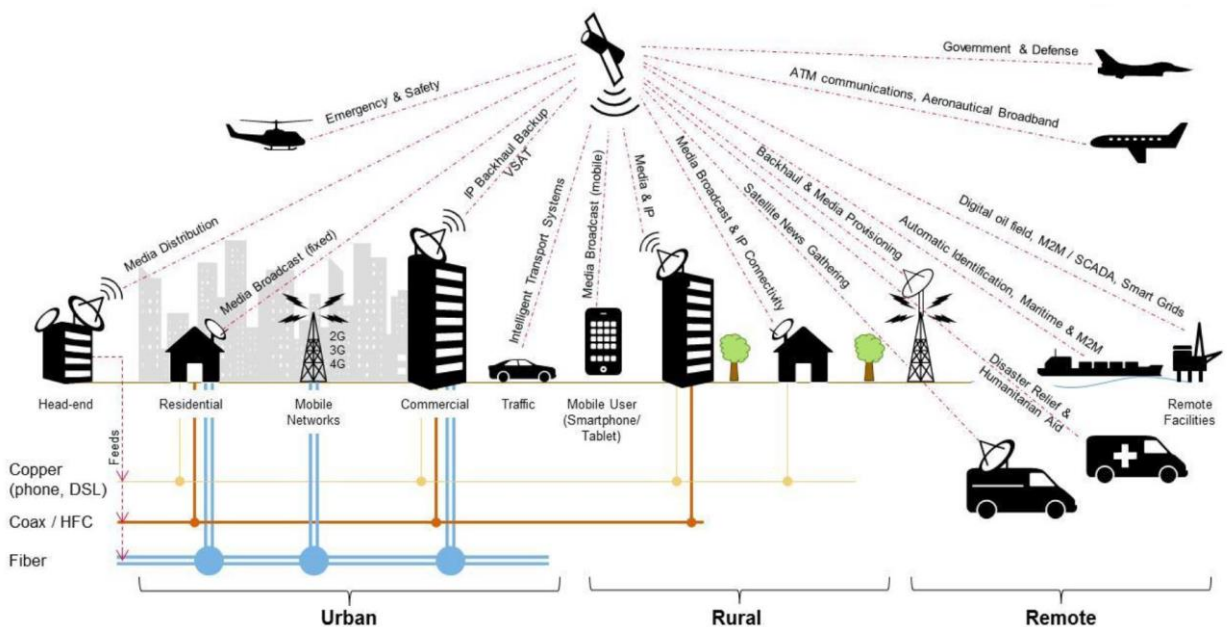 Government & Defense
ATM communications, Aeronautical Broadband
Emergency & Safety
IP Backhaul Backup
VSAT
Media Distribution
Media Broadcast (fixed)
Intelligent Transport Systems
Media Broadcast (mobile)
Media & IP
Media Broadcast & IP Connectivity
Satellite News Gathering
Backhaul & Media Provisioning
Automatic Identification, Maritime & M2M
Digital oil field, M2M / SCADA, Smart Grids
Disaster Relief &
Humanitarian Aid
2G
3G
4G
Head-end
Residential
Mobile
Networks
Commercial
Traffic
Mobile User
(Smartphone/
Tablet)
Remote
Facilities
Feeds
Copper
(phone, DSL)
Coax / HFC
Fiber
Urban
Rural
Remote